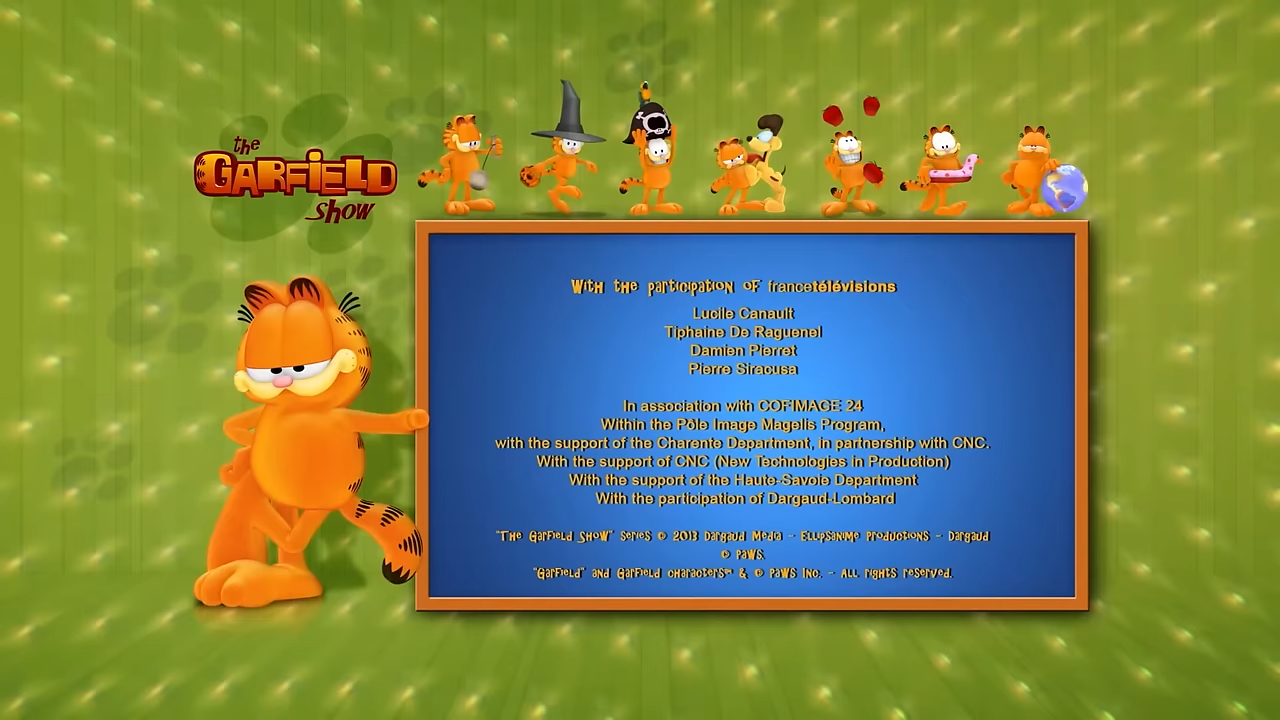 the
GARFIELD
show
With the participation of francetélévisions
Lucile Canault
Tiphaine De Raguenel
Damien Pierret
Pierre Siracusa
In association with COFIMAGE 24
Within the Pôle Image Magelis Program,
with the support of the Charente Department, in partnership with CNC.
With the support of CNC (New Technologies in Production)
With the support of the Haute-Savoie Department
With the participation of Dargaud-Lombard
"The Garfield Show" Series © 2013 Dargaud Media - Ellipsanime Productions - Dargaud
© Paws.
"Garfield" and Garfield characters™ & © Paws Inc. - All rights reserved.